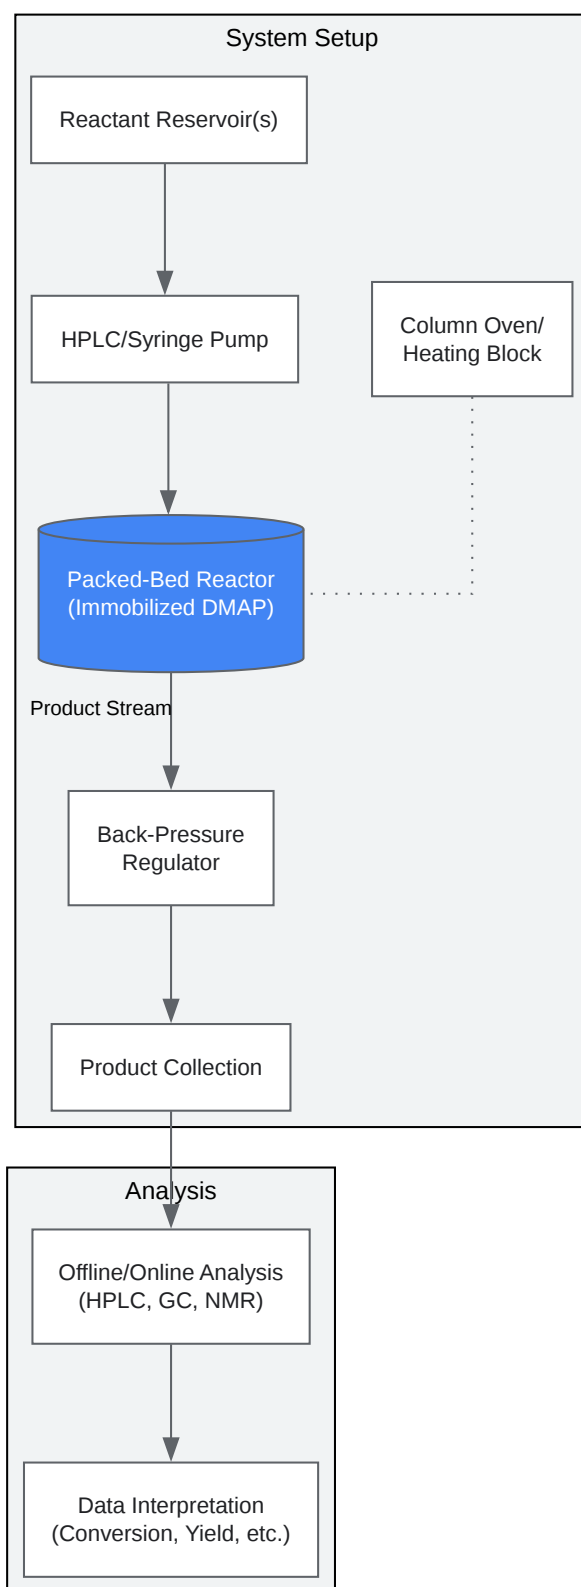 System Setup
Reactant Reservoir(s)
HPLC/Syringe Pump
Column Oven/
Heating Block
Packed-Bed Reactor
(Immobilized DMAP)
Product Stream
Back-Pressure
Regulator
Product Collection
Analysis
Offline/Online Analysis
(HPLC, GC, NMR)
Data Interpretation
(Conversion, Yield, etc.)